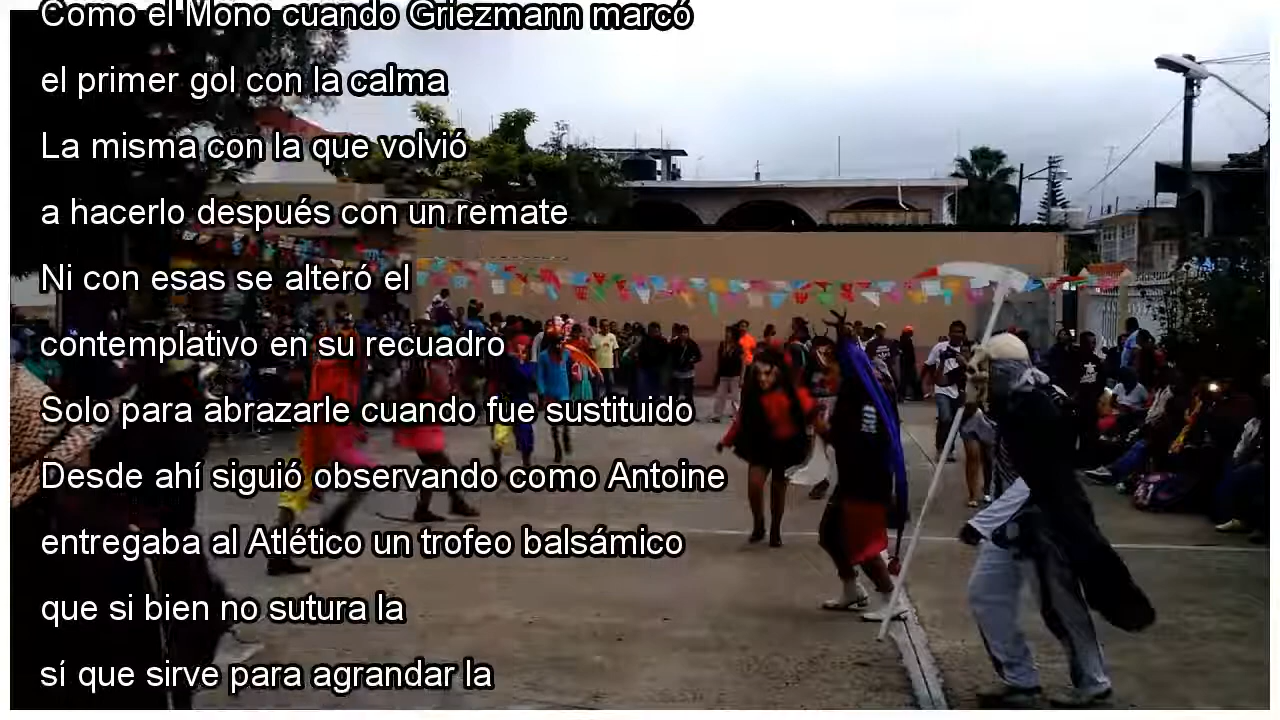 Como el Mono cuando Griezmann marcó
el primer gol con la calma
La misma con la que volvió
a hacerlo después con un remate
Ni con esas se alteró el
contemplativo en su recuadro
Solo para abrazarle cuando fue sustituido
Desde ahí siguió observando como Antoine
entregaba al Atlético un trofeo balsámico
que si bien no sutura la
sí que sirve para agrandar la